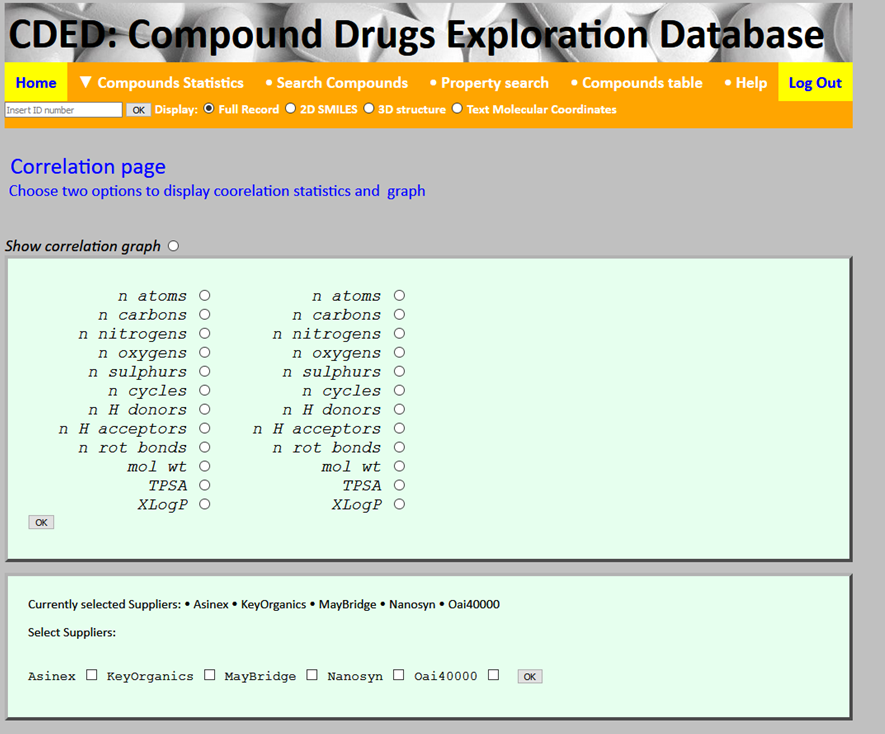 CDED: Compound Drugs Exploration Database
Home ▼ Compounds Statistics • Search Compounds • Property search • Compounds table • Help Log Out
Insert ID number OK Display: Full Record 2D SMILES 3D structure Text Molecular Coordinates
Correlation page
Choose two options to display coorelation statistics and graph
Show correlation graph
n atoms n atoms
n carbons n carbons
n nitrogens n nitrogens
n oxygens n oxygens
n sulphurs n sulphurs
n cycles n cycles
n H donors n H donors
n H acceptors n H acceptors
n rot bonds n rot bonds
mol wt mol wt
TPSA TPSA
XLogP XLogP
OK
Currently selected Suppliers: • Asinex • KeyOrganics • MayBridge • Nanosyn • Oai40000
Select Suppliers:
Asinex KeyOrganics MayBridge Nanosyn Oai40000 OK